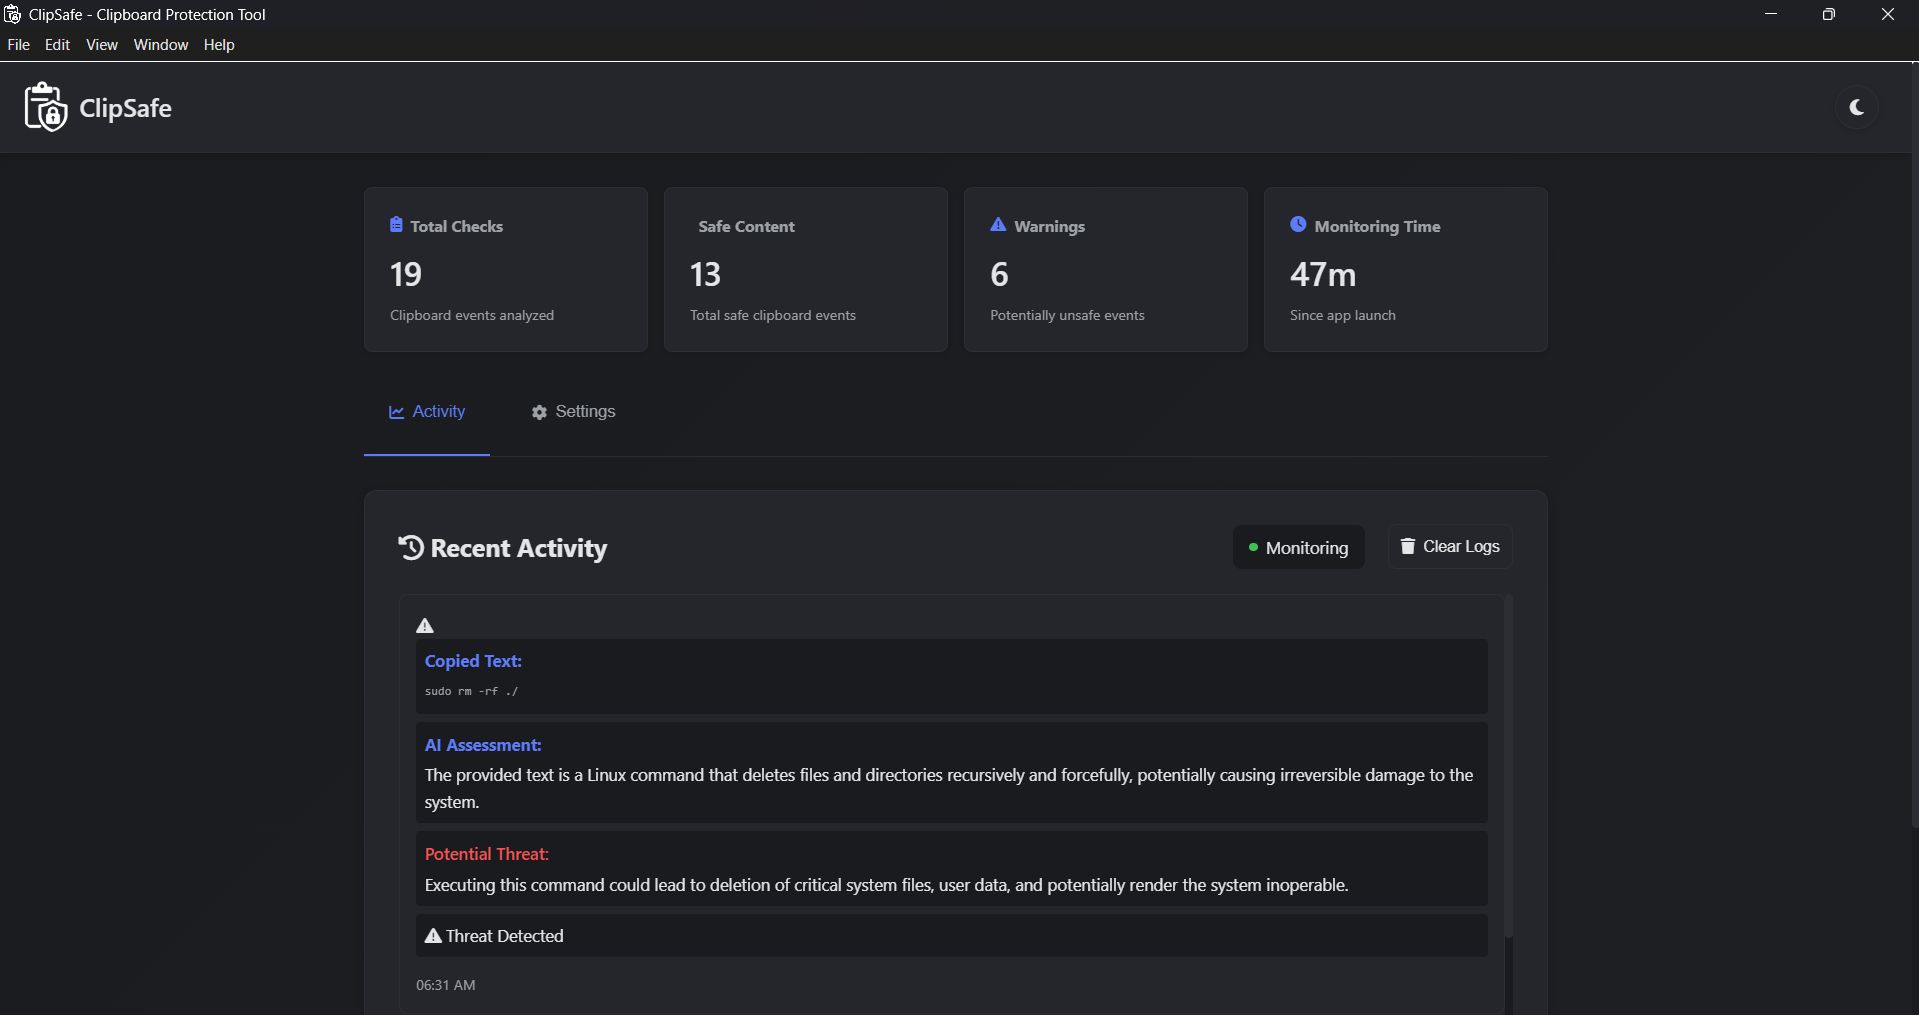 ClipSafe - Clipboard Protection Tool
File Edit View Window Help
ClipSafe
Total Checks
19
Clipboard events analyzed
Safe Content
13
Total safe clipboard events
Warnings
6
Potentially unsafe events
Monitoring Time
47m
Since app launch
Activity
Settings
Recent Activity
Monitoring
Clear Logs
Copied Text:
sudo rm -rf ./
AI Assessment:
The provided text is a Linux command that deletes files and directories recursively and forcefully, potentially causing irreversible damage to the
system.
Potential Threat:
Executing this command could lead to deletion of critical system files, user data, and potentially render the system inoperable.
Threat Detected
06:31 AM